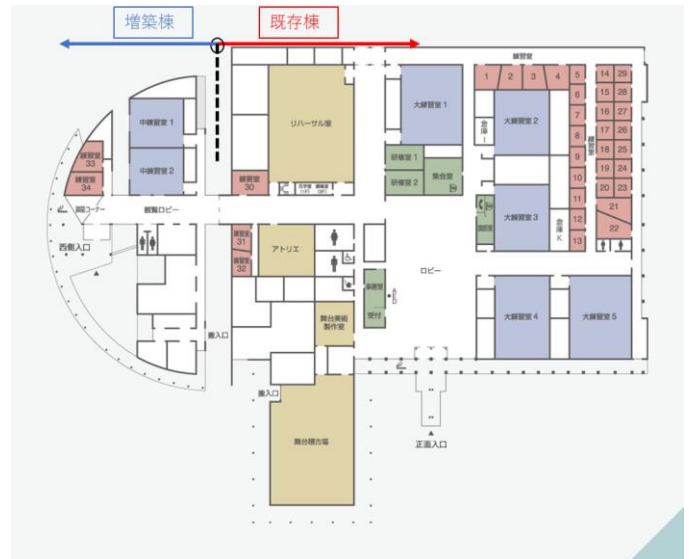 増築棟
既存棟
練習室
1
2
3
4
5
6
7
8
9
10
11
12
13
14
29
15
28
16
27
17
26
18
25
19
24
20
23
21
22
練習室
大練習室 1
大練習室 2
大練習室 3
大練習室 4
大練習室 5
倉庫 I
倉庫 K
リハーサル室
中練習室 1
中練習室 2
練習室
33
練習室
34
練習室
30
練習室
31
練習室
32
研修室 1
研修室 2
集会室
観覧ロビー
西側入口
アトリエ
ロビー
事務室
受付
AED
舞台美術
製作室
搬入口
搬入口
舞台稽古場
正面入口